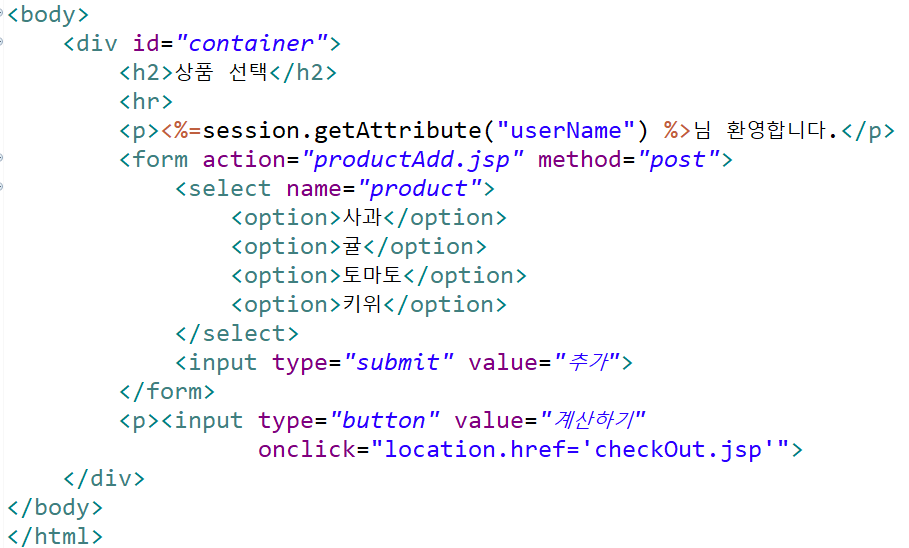 <body>
    <div id="container">
        <h2>상품 선택</h2>
        <hr>
        <p><%=session.getAttribute("userName") %>님 환영합니다.</p>
        <form action="productAdd.jsp" method="post">
            <select name="product">
                <option>사과</option>
                <option>귤</option>
                <option>토마토</option>
                <option>키위</option>
            </select>
            <input type="submit" value="추가">
        </form>
        <p><input type="button" value="계산하기"
                  onclick="location.href='checkOut.jsp'">
    </div>
</body>
</html>